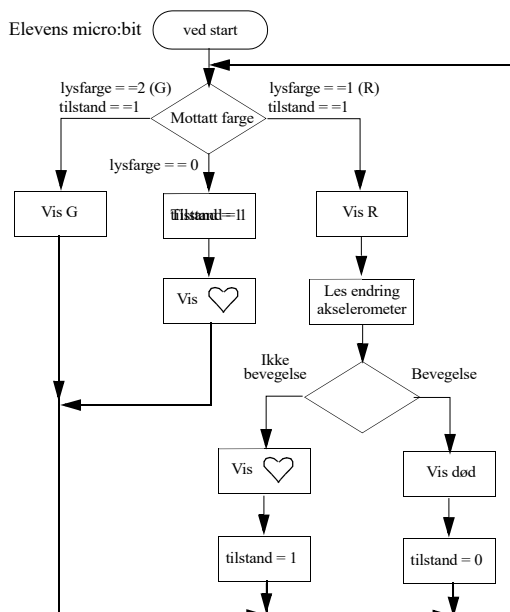 Elevens micro:bit
ved start
lysfarge = =2 (G)
tilstand = =1
lysfarge = =1 (R)
tilstand = =1
Mottatt farge
lysfarge = = 0
Vis G
Vis R
Vis
Les endring
akselerometer
Ikke
bevegelse
Bevegelse
Vis
Vis død
tilstand = 1
tilstand = 0